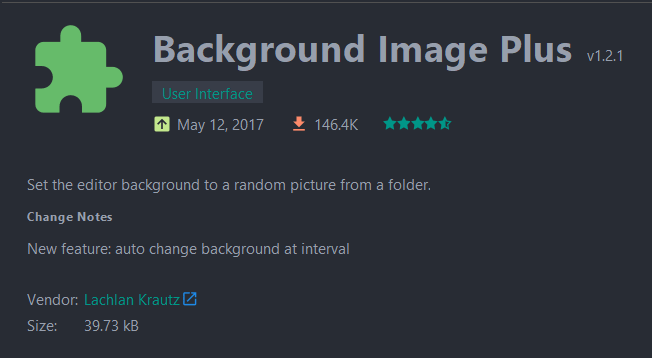 Background Image Plus v1.2.1
User Interface
May 12, 2017 146.4K
Set the editor background to a random picture from a folder.
Change Notes
New feature: auto change background at interval
Vendor: Lachlan Krautz
Size: 39.73 kB